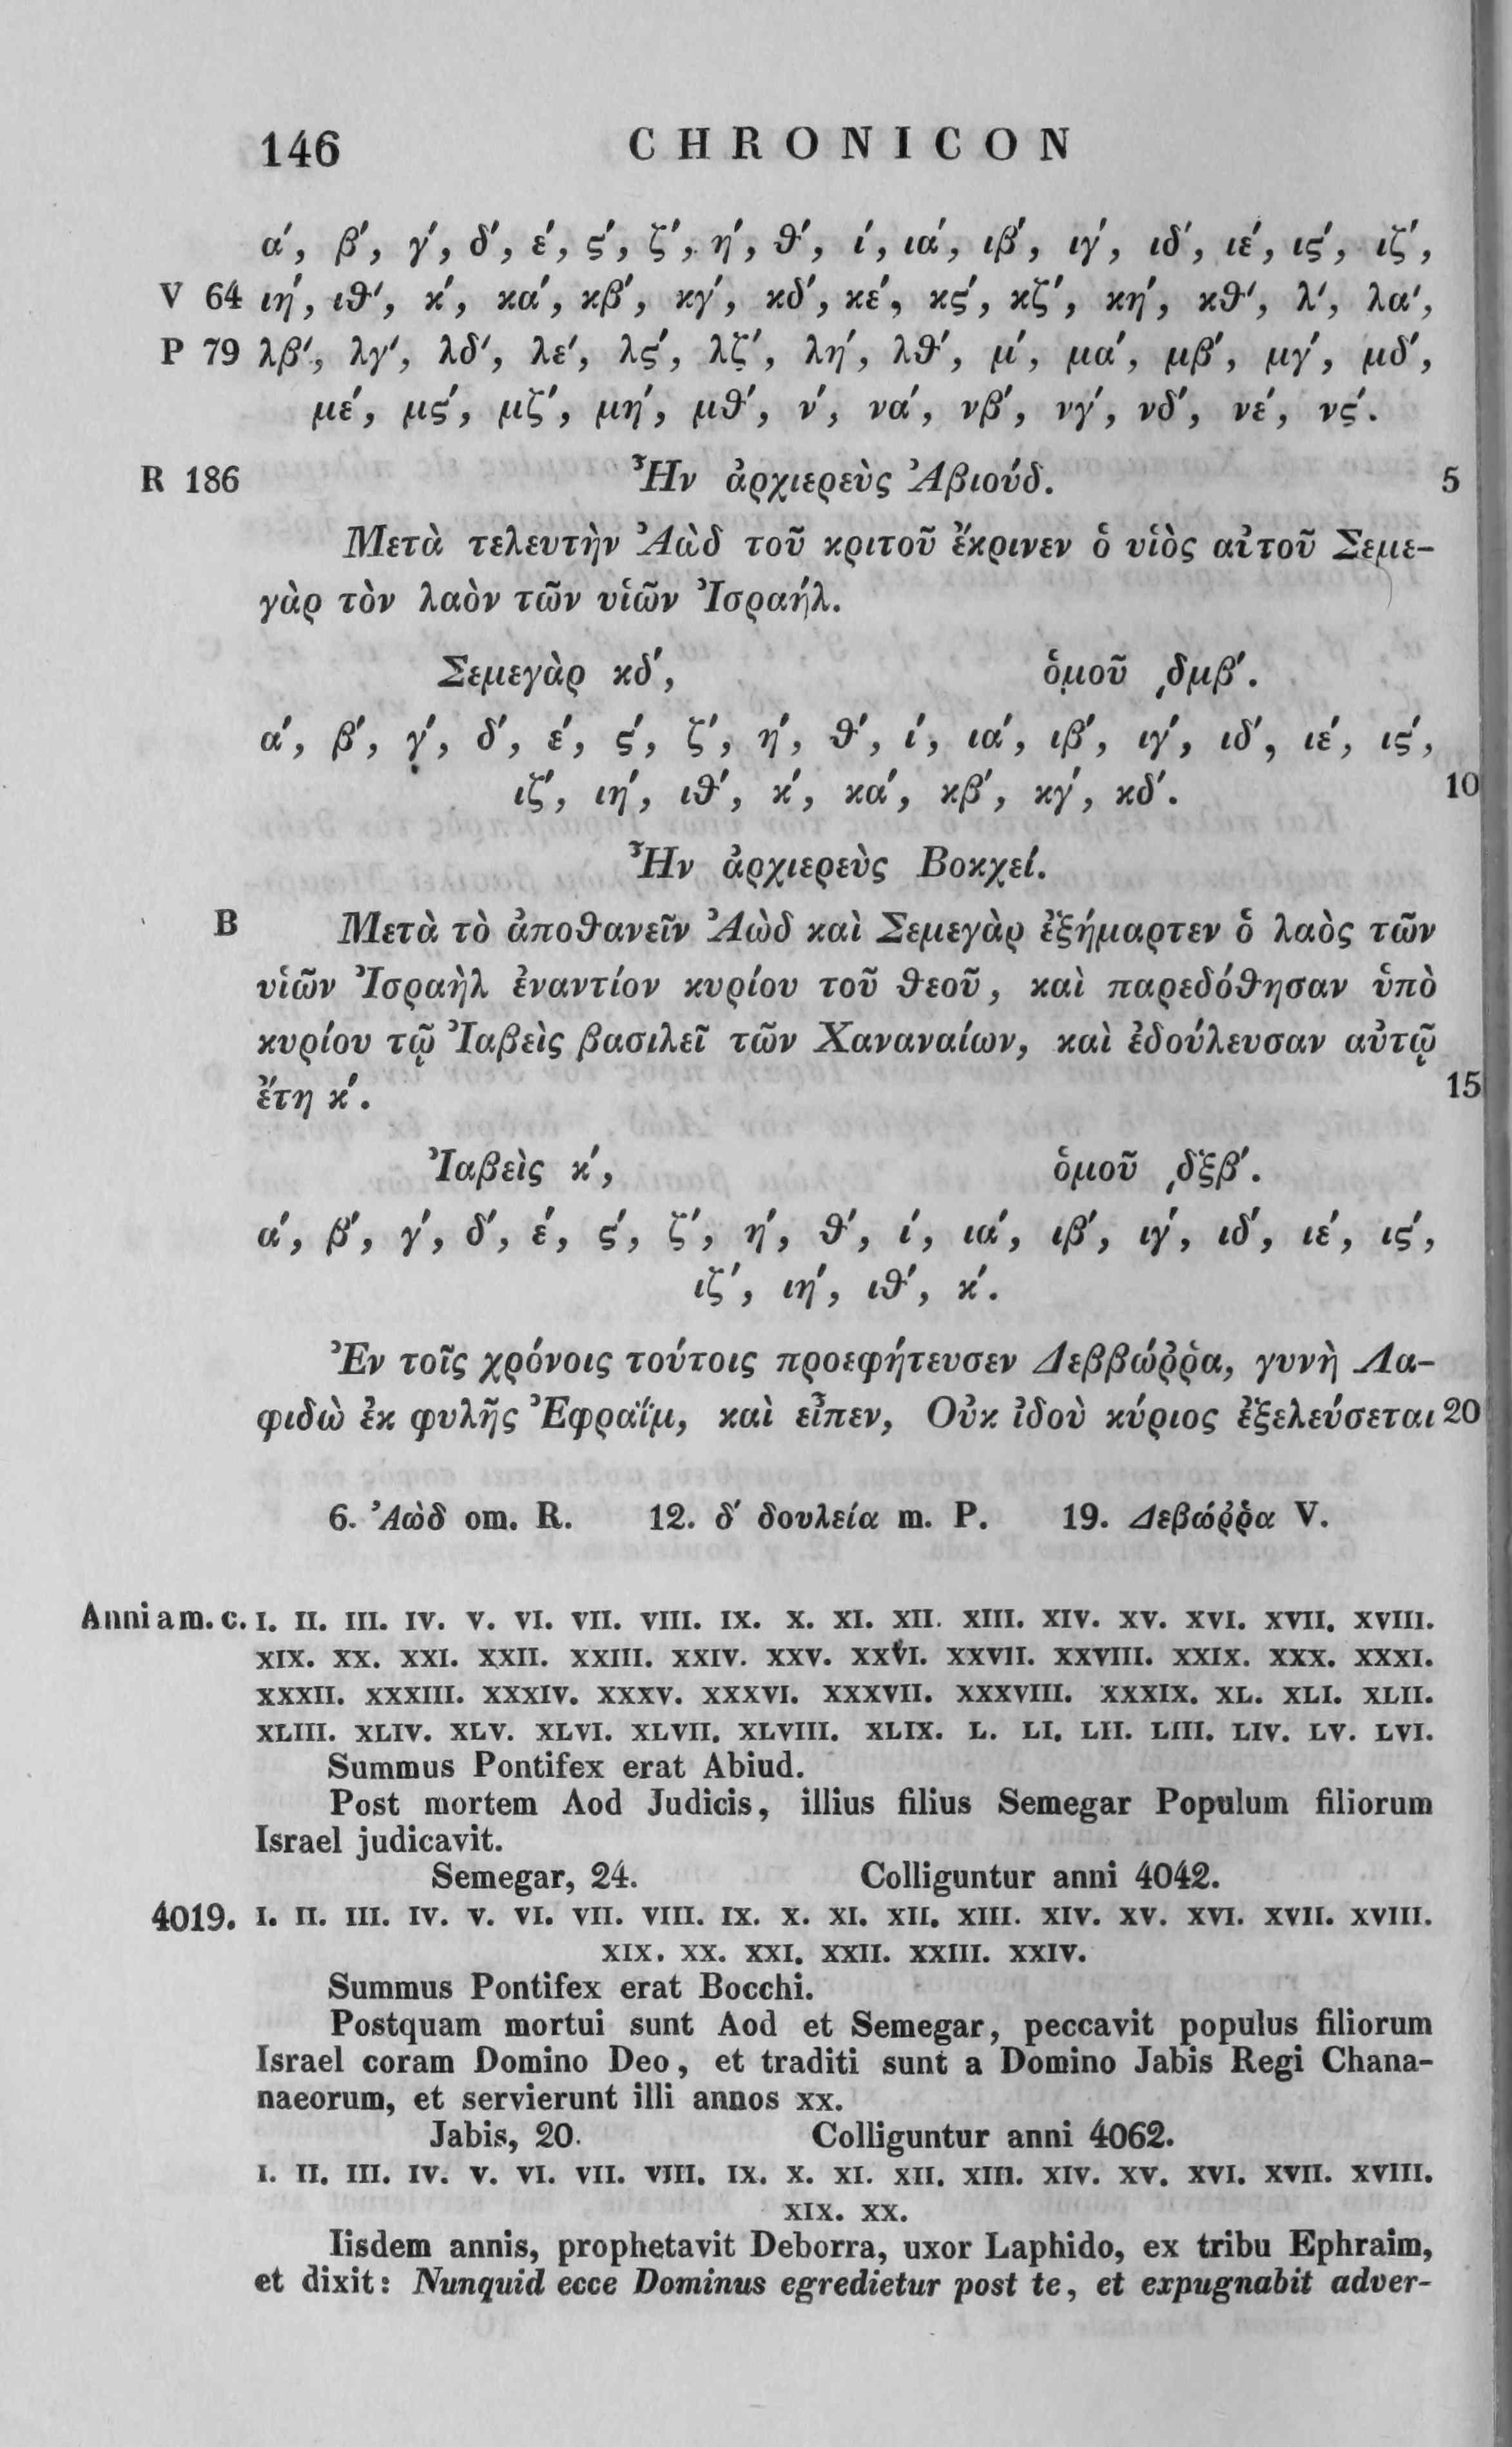 146 CHRONICON
α΄, β΄, γ΄, δ΄, ε΄, ς΄, ζ΄, η΄, θ΄, ι΄, ια΄, ιβ΄, ιγ΄, ιδ΄, ιε΄, ις΄, ιζ΄,
V 64 ιη΄, ιθ΄, κ΄, κα΄, κβ΄, κγ΄, κδ΄, κε΄, κς΄, κζ΄, κη΄, κθ΄, λ΄, λα΄,
P 79 λβ΄, λγ΄, λδ΄, λε΄, λς΄, λζ΄, λη΄, λθ΄, μ΄, μα΄, μβ΄, μγ΄, μδ΄,
με΄, μς΄, μζ΄, μη΄, μθ΄, ν΄, να΄, νβ΄, νγ΄, νδ΄, νε΄, νς΄.
R 186 Ἦν ἀρχιερεὺς Ἀβιούδ. 5
Μετὰ τελευτὴν Ἀὰδ τοῦ κριτοῦ ἔκρινεν ὁ υἱὸς αὐτοῦ Σεμε-
γὰρ τὸν λαὸν τῶν υἱῶν Ἰσραήλ.
Σεμεγὰρ κδ΄, ὁμοῦ ͵δμβ΄.
α΄, β΄, γ΄, δ΄, ε΄, ς΄, ζ΄, η΄, θ΄, ι΄, ια΄, ιβ΄, ιγ΄, ιδ΄, ιε΄, ις΄,
ιζ΄, ιη΄, ιθ΄, κ΄, κα΄, κβ΄, κγ΄, κδ΄. 10
Ἦν ἀρχιερεὺς Βοκχεί.
B Μετὰ τὸ ἀποθανεῖν Ἀὼδ καὶ Σεμεγὰρ ἐξήμαρτεν ὁ λαὸς τῶν
υἱῶν Ἰσραὴλ ἐναντίον κυρίου τοῦ θεοῦ, καὶ παρεδόθησαν ὑπὸ
κυρίου τῷ Ἰαβεὶς βασιλεῖ τῶν Χαναναίων, καὶ ἐδούλευσαν αὐτῷ
ἔτη κ΄. 15
Ἰαβεὶς κ΄, ὁμοῦ ͵δξβ΄.
α΄, β΄, γ΄, δ΄, ε΄, ς΄, ζ΄, η΄, θ΄, ι΄, ια΄, ιβ΄, ιγ΄, ιδ΄, ιε΄, ις΄,
ιζ΄, ιη΄, ιθ΄, κ΄.
Ἐν τοῖς χρόνοις τούτοις προεφήτευσεν Δεββώῤῥα, γυνὴ Λα-
φιδὼ ἐκ φυλῆς Ἐφραΐμ, καὶ εἶπεν, Οὐκ ἰδοὺ κύριος ἐξελεύσεται 20
6. Ἀὼδ om. R. 12. δ΄ δουλεία m. P. 19. Δεβώῤῥα V.
Anni a m. c. I. II. III. IV. V. VI. VII. VIII. IX. X. XI. XII. XIII. XIV. XV. XVI. XVII. XVIII.
XIX. XX. XXI. XXII. XXIII. XXIV. XXV. XXVI. XXVII. XXVIII. XXIX. XXX. XXXI.
XXXII. XXXIII. XXXIV. XXXV. XXXVI. XXXVII. XXXVIII. XXXIX. XL. XLI. XLII.
XLIII. XLIV. XLV. XLVI. XLVII. XLVIII. XLIX. L. LI. LII. LIII. LIV. LV. LVI.
Summus Pontifex erat Abiud.
Post mortem Aod Judicis, illius filius Semegar Populum filiorum
Israel judicavit.
Semegar, 24. Colliguntur anni 4042.
4019. I. II. III. IV. V. VI. VII. VIII. IX. X. XI. XII. XIII. XIV. XV. XVI. XVII. XVIII.
XIX. XX. XXI. XXII. XXIII. XXIV.
Summus Pontifex erat Bocchi.
Postquam mortui sunt Aod et Semegar, peccavit populus filiorum
Israel coram Domino Deo, et traditi sunt a Domino Jabis Regi Chana-
naeorum, et servierunt illi annos XX.
Jabis, 20. Colliguntur anni 4062.
I. II. III. IV. V. VI. VII. VIII. IX. X. XI. XII. XIII. XIV. XV. XVI. XVII. XVIII.
XIX. XX.
Iisdem annis, prophetavit Deborra, uxor Laphido, ex tribu Ephraim,
et dixit: Nunquid ecce Dominus egredietur post te, et expugnabit adver-